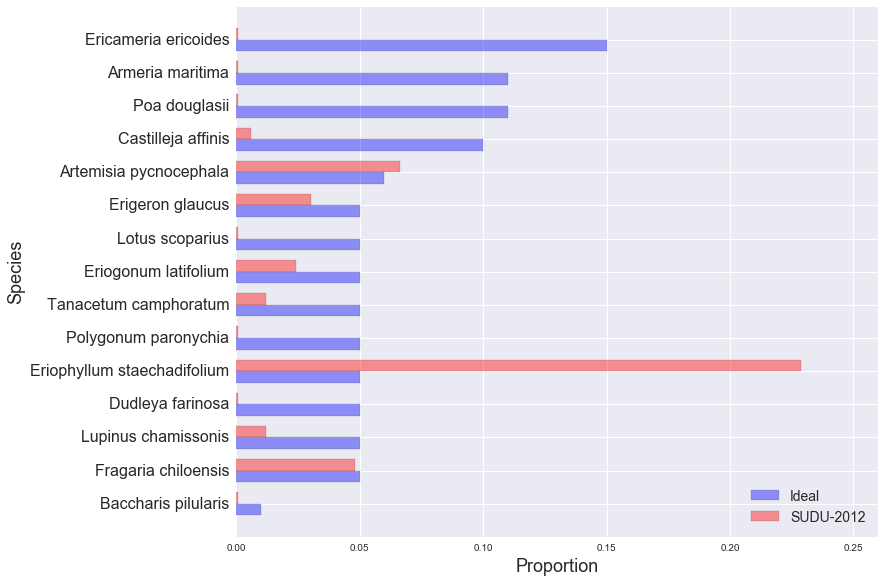 Species
Ericameria ericoides
Armeria maritima
Poa douglasii
Castilleja affinis
Artemisia pycnocephala
Erigeron glaucus
Lotus scoparius
Eriogonum latifolium
Tanacetum camphoratum
Polygonum paronychia
Eriophyllum staechadifolium
Dudleya farinosa
Lupinus chamissonis
Fragaria chiloensis
Baccharis pilularis
Ideal
SUDU-2012
0.00 0.05 0.10 0.15 0.20 0.25
Proportion